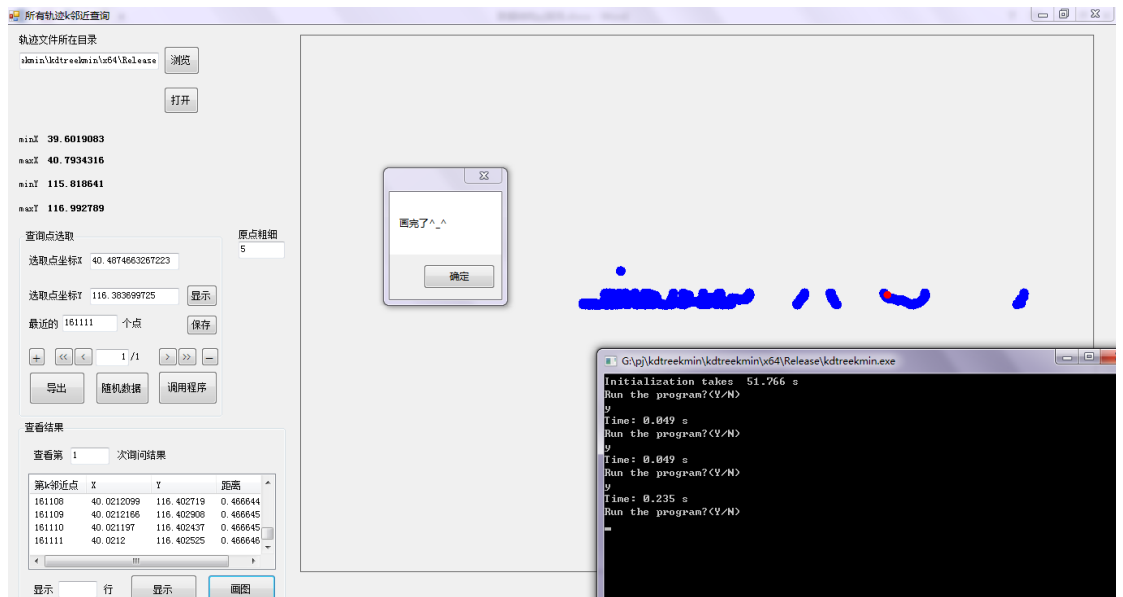 所有轨迹k邻近查询
轨迹文件所在目录
kmin\kdtreekmin\x64\Release
浏览
打开
minX 39.6019083
maxX 40.7934316
minY 115.818641
maxY 116.992789
查询点选取
原点粗细
5
选取点坐标X 40.4874663267223
选取点坐标Y 116.383699725 显示
最近的 161111 个点 保存
+ << < 1 /1 > >> −
导出 随机数据 调用程序
查看结果
查看第 1 次询问结果
第k邻近点 X Y 距离
161108 40.0212099 116.402719 0.466644
161109 40.0212166 116.402908 0.466645
161110 40.021197 116.402437 0.466645
161111 40.0212 116.402525 0.466646
显示 行 显示 画图
画完了^_^
确定
G:\pj\kdtreekmin\kdtreekmin\x64\Release\kdtreekmin.exe
Initialization takes 51.766 s
Run the program?(Y/N)
y
Time: 0.049 s
Run the program?(Y/N)
y
Time: 0.049 s
Run the program?(Y/N)
y
Time: 0.235 s
Run the program?(Y/N)